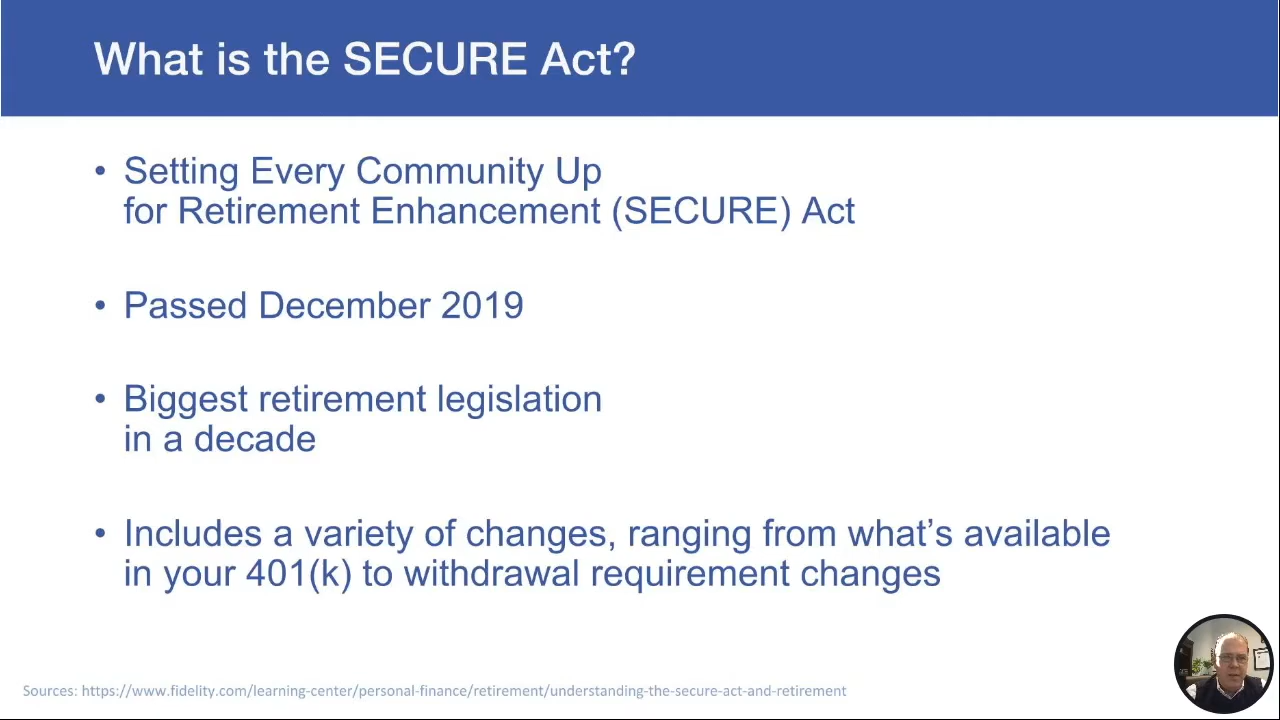 What is the SECURE Act?
• Setting Every Community Up
for Retirement Enhancement (SECURE) Act
• Passed December 2019
• Biggest retirement legislation
in a decade
• Includes a variety of changes, ranging from what’s available
in your 401(k) to withdrawal requirement changes
Sources: https://www.fidelity.com/learning-center/personal-finance/retirement/understanding-the-secure-act-and-retirement